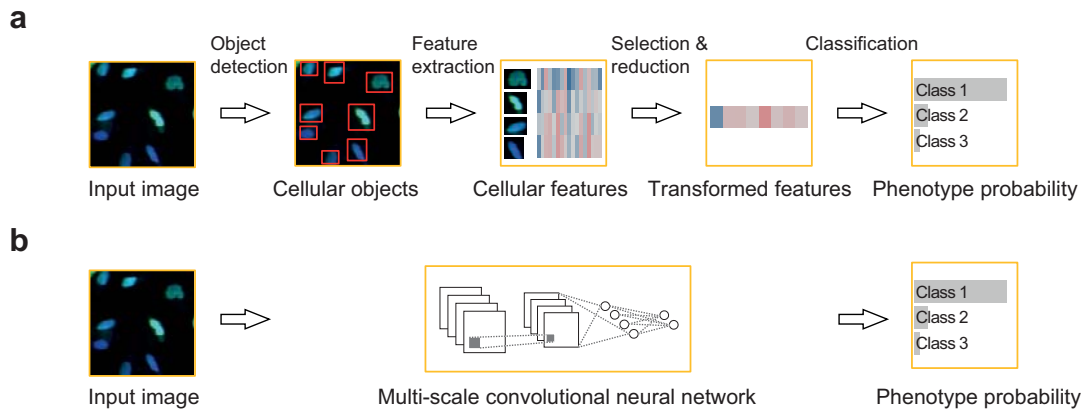 a
Object
detection
Feature
extraction
Selection &
reduction
Classification
Class 1
Class 2
Class 3
Input image
Cellular objects
Cellular features
Transformed features
Phenotype probability
b
Class 1
Class 2
Class 3
Input image
Multi-scale convolutional neural network
Phenotype probability